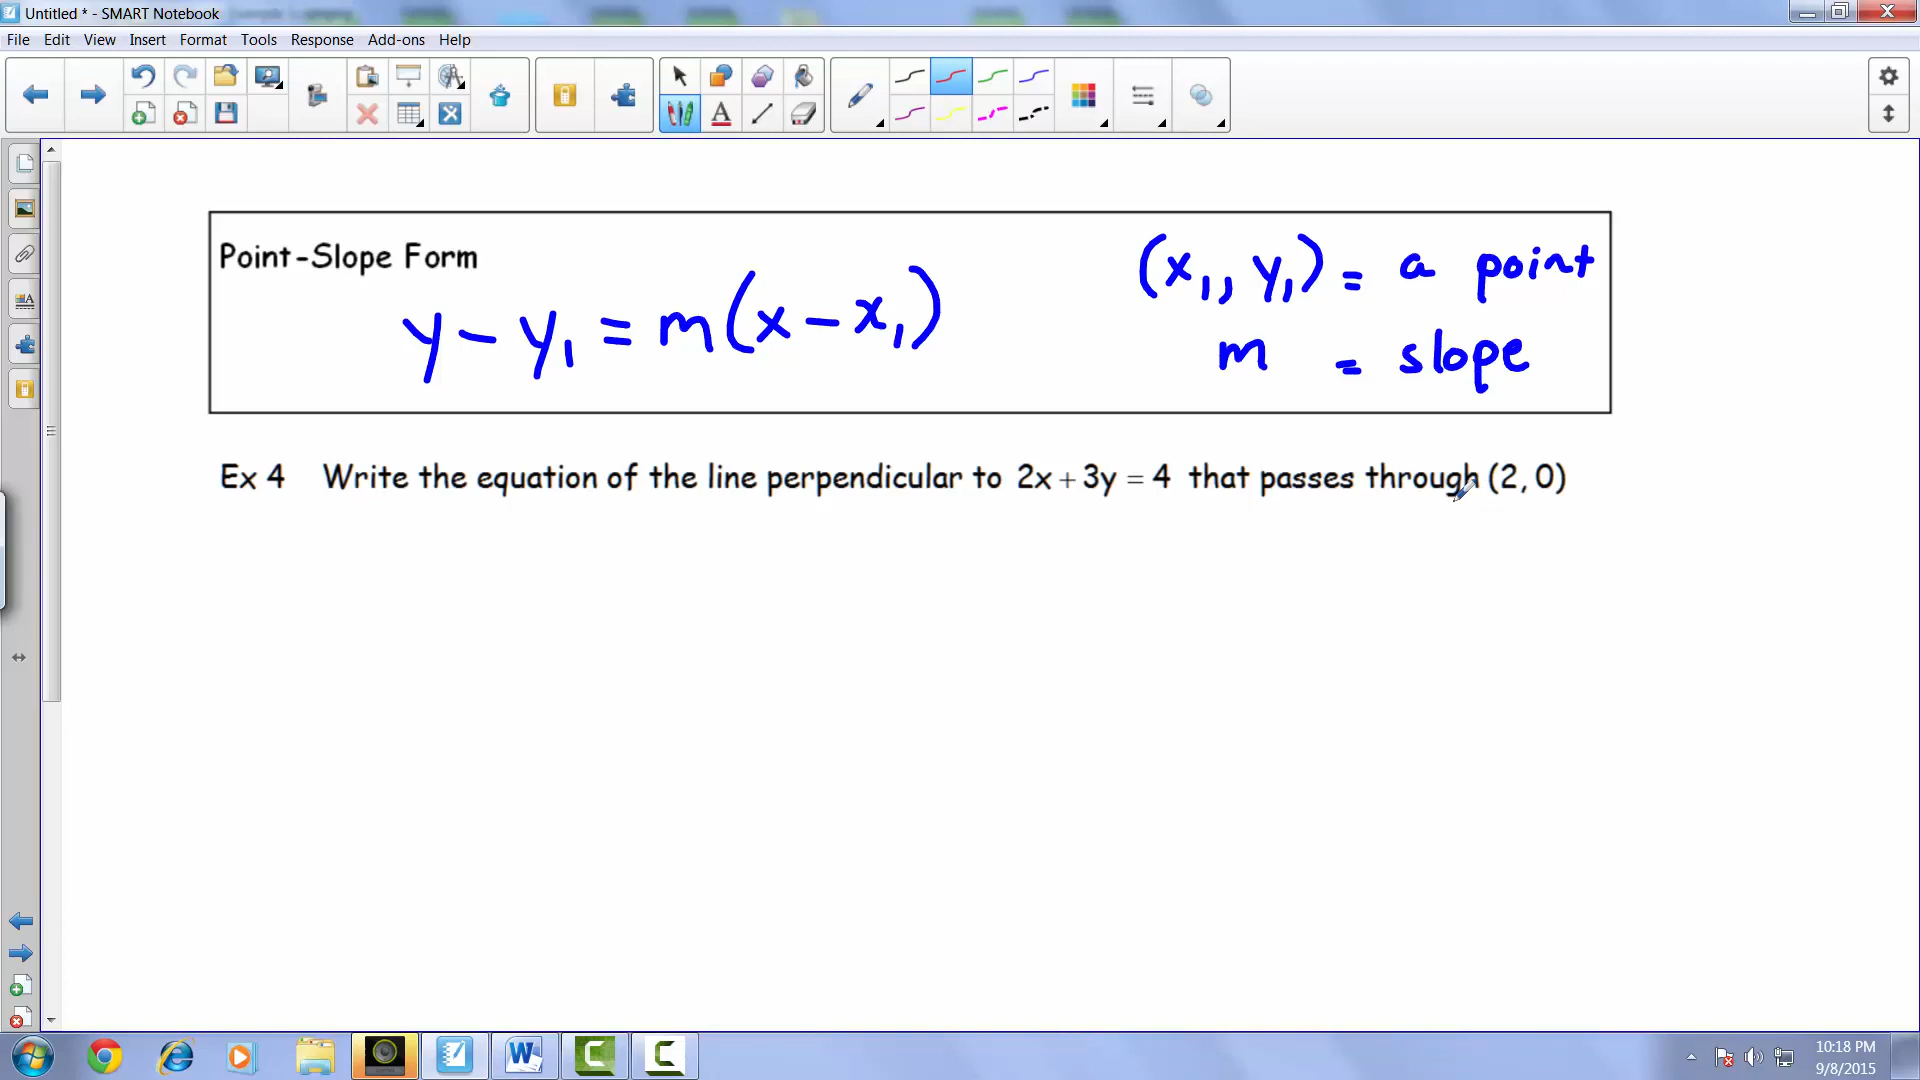 Untitled * - SMART Notebook
File Edit View Insert Format Tools Response Add-ons Help
Point-Slope Form
y - y₁ = m(x - x₁)
(x₁, y₁) = a point
m = slope
Ex 4 Write the equation of the line perpendicular to 2x + 3y = 4 that passes through (2, 0)
10:18 PM
9/8/2015